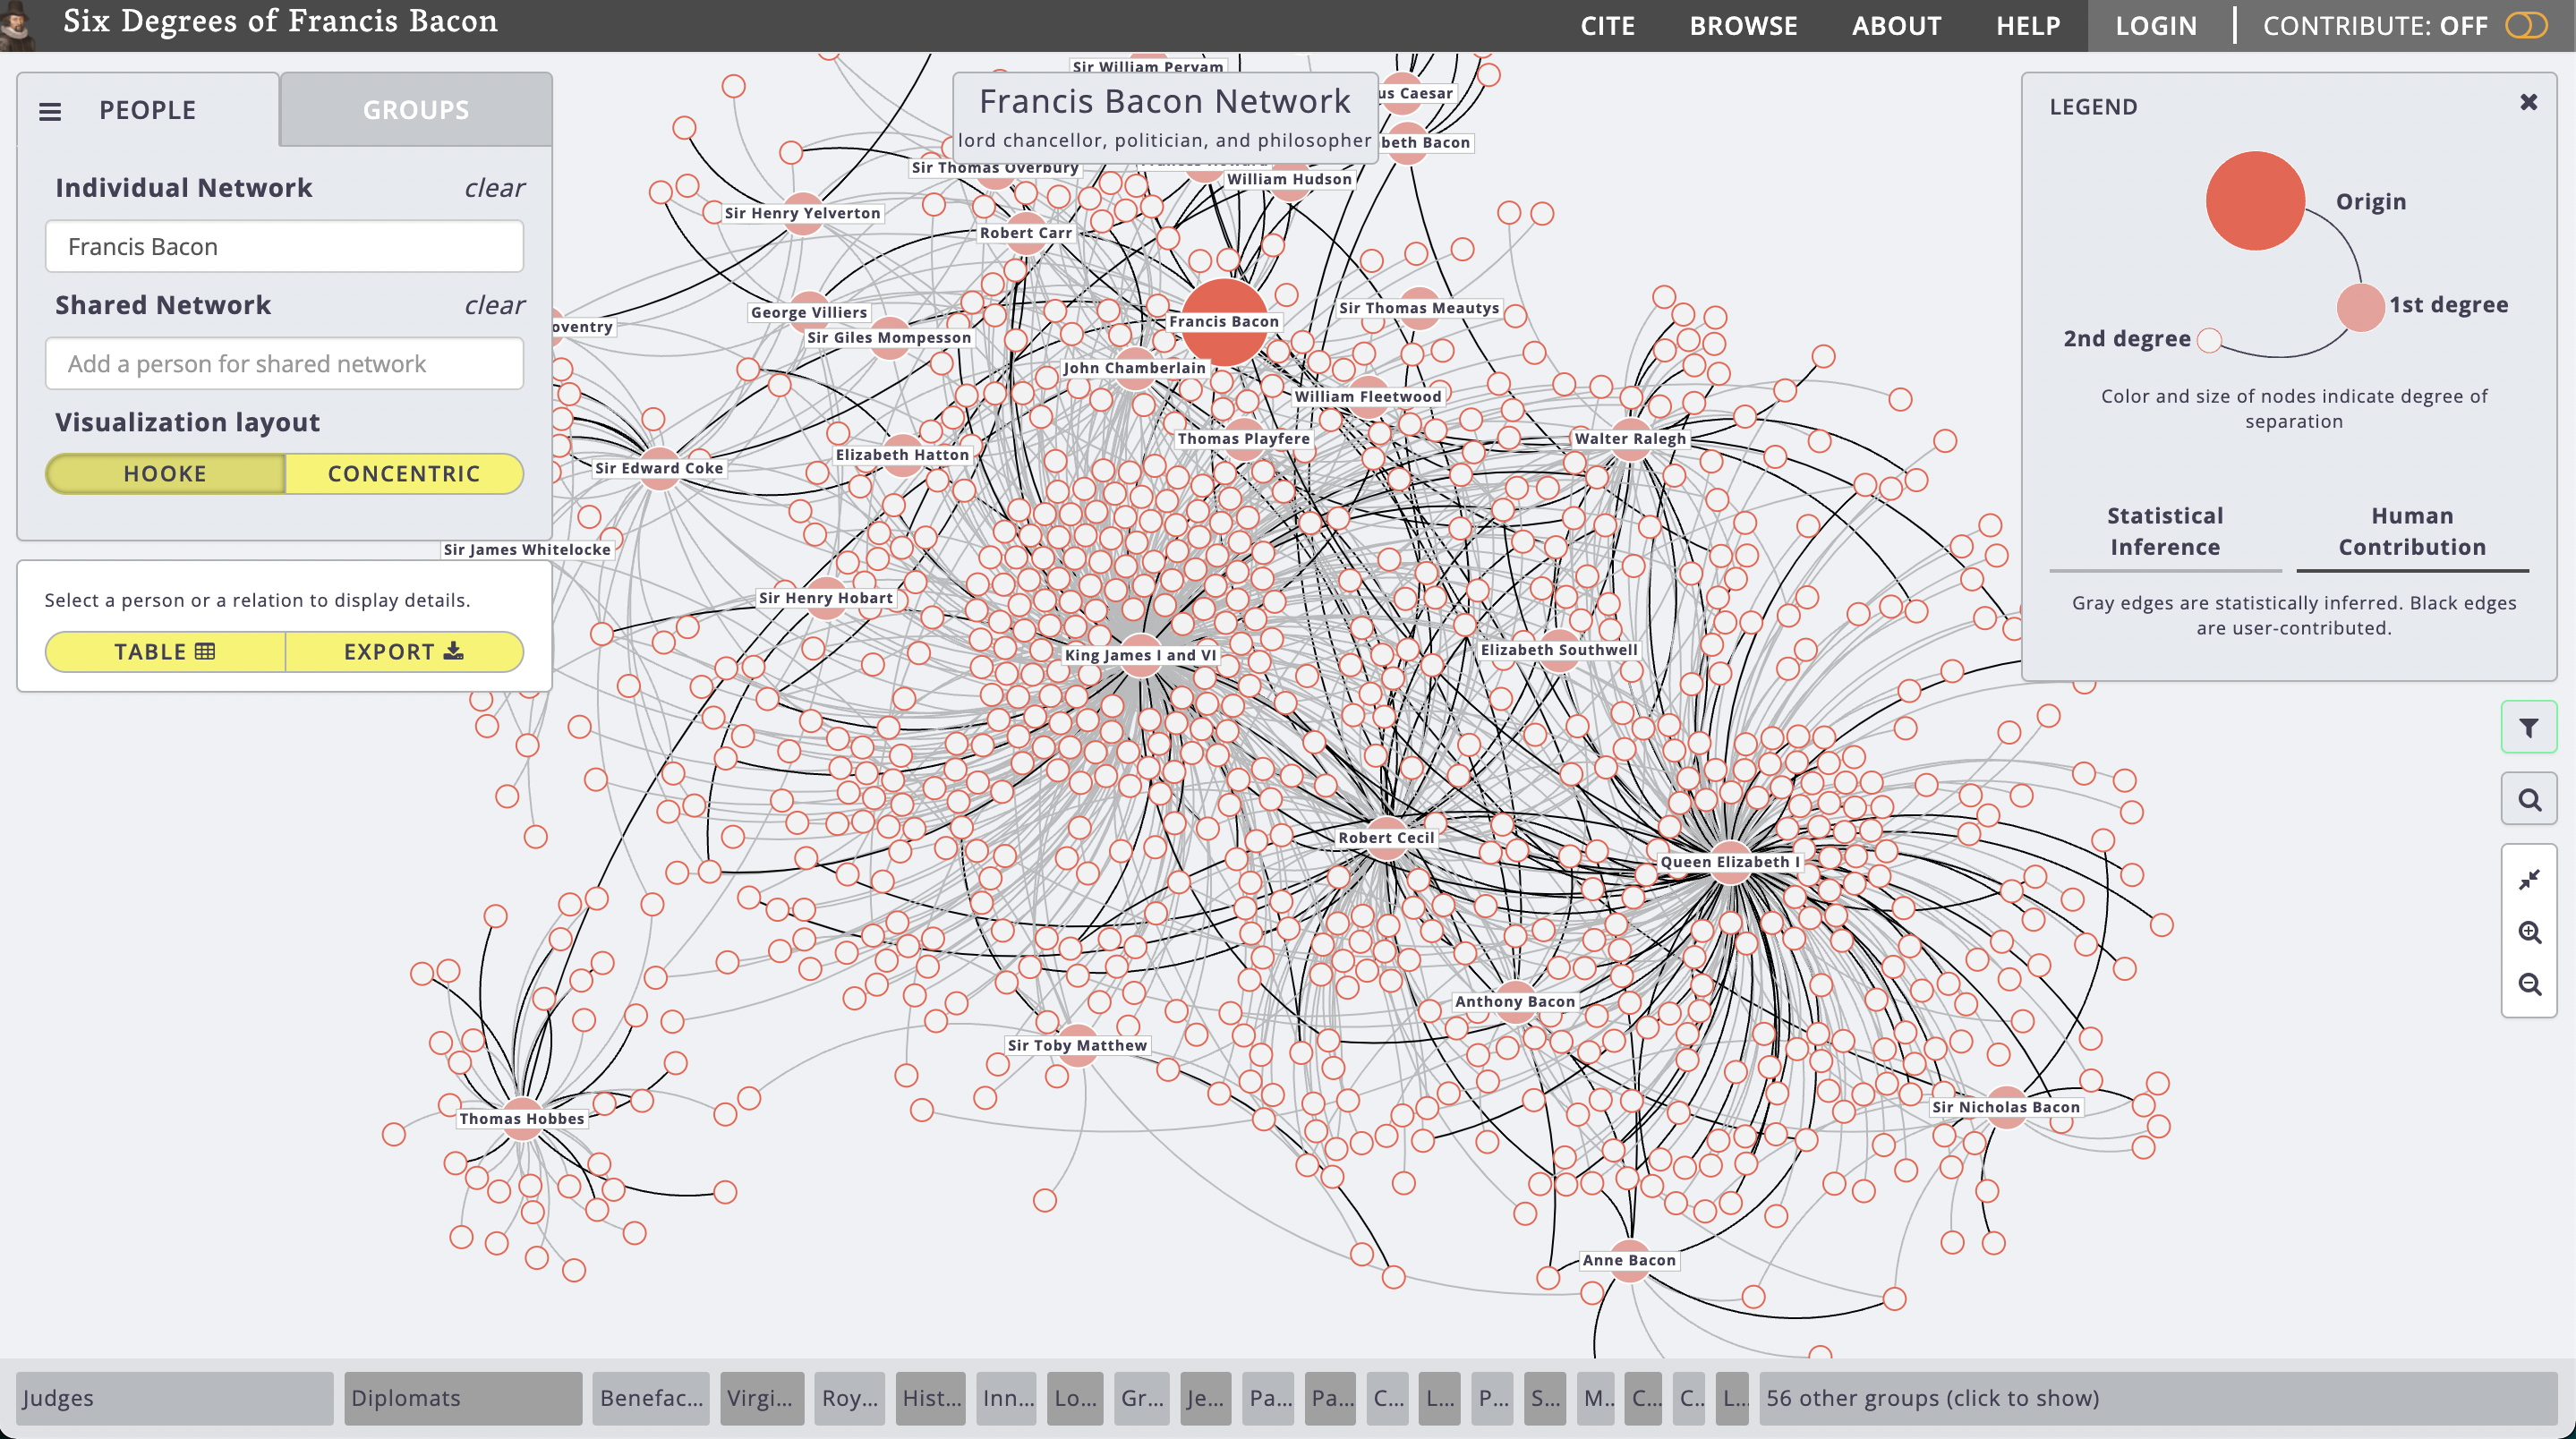 Six Degrees of Francis Bacon
CITE
BROWSE
ABOUT
HELP
LOGIN
CONTRIBUTE: OFF
PEOPLE
GROUPS
Individual Network
clear
Francis Bacon
Shared Network
clear
Add a person for shared network
Visualization layout
HOOKE
CONCENTRIC
Select a person or a relation to display details.
TABLE
EXPORT
Francis Bacon Network
lord chancellor, politician, and philosopher
LEGEND
Origin
1st degree
2nd degree
Color and size of nodes indicate degree of
separation
Statistical
Inference
Human
Contribution
Gray edges are statistically inferred. Black edges
are user-contributed.
Sir William Peryam
us Caesar
beth Bacon
Sir Thomas Overbury
William Hudson
Sir Henry Yelverton
Robert Carr
George Villiers
Sir Giles Mompesson
Francis Bacon
Sir Thomas Meautys
oventry
John Chamberlain
William Fleetwood
Thomas Playfere
Walter Ralegh
Elizabeth Hatton
Sir Edward Coke
Sir James Whitelocke
Sir Henry Hobart
King James I and VI
Elizabeth Southwell
Robert Cecil
Queen Elizabeth I
Anthony Bacon
Sir Toby Matthew
Thomas Hobbes
Sir Nicholas Bacon
Anne Bacon
Judges
Diplomats
Benefac...
Virgi...
Roy...
Hist...
Inn...
Lo...
Gr...
Je...
Pa...
Pa...
C...
L...
P...
S...
M..
C...
C..
L..
56 other groups (click to show)